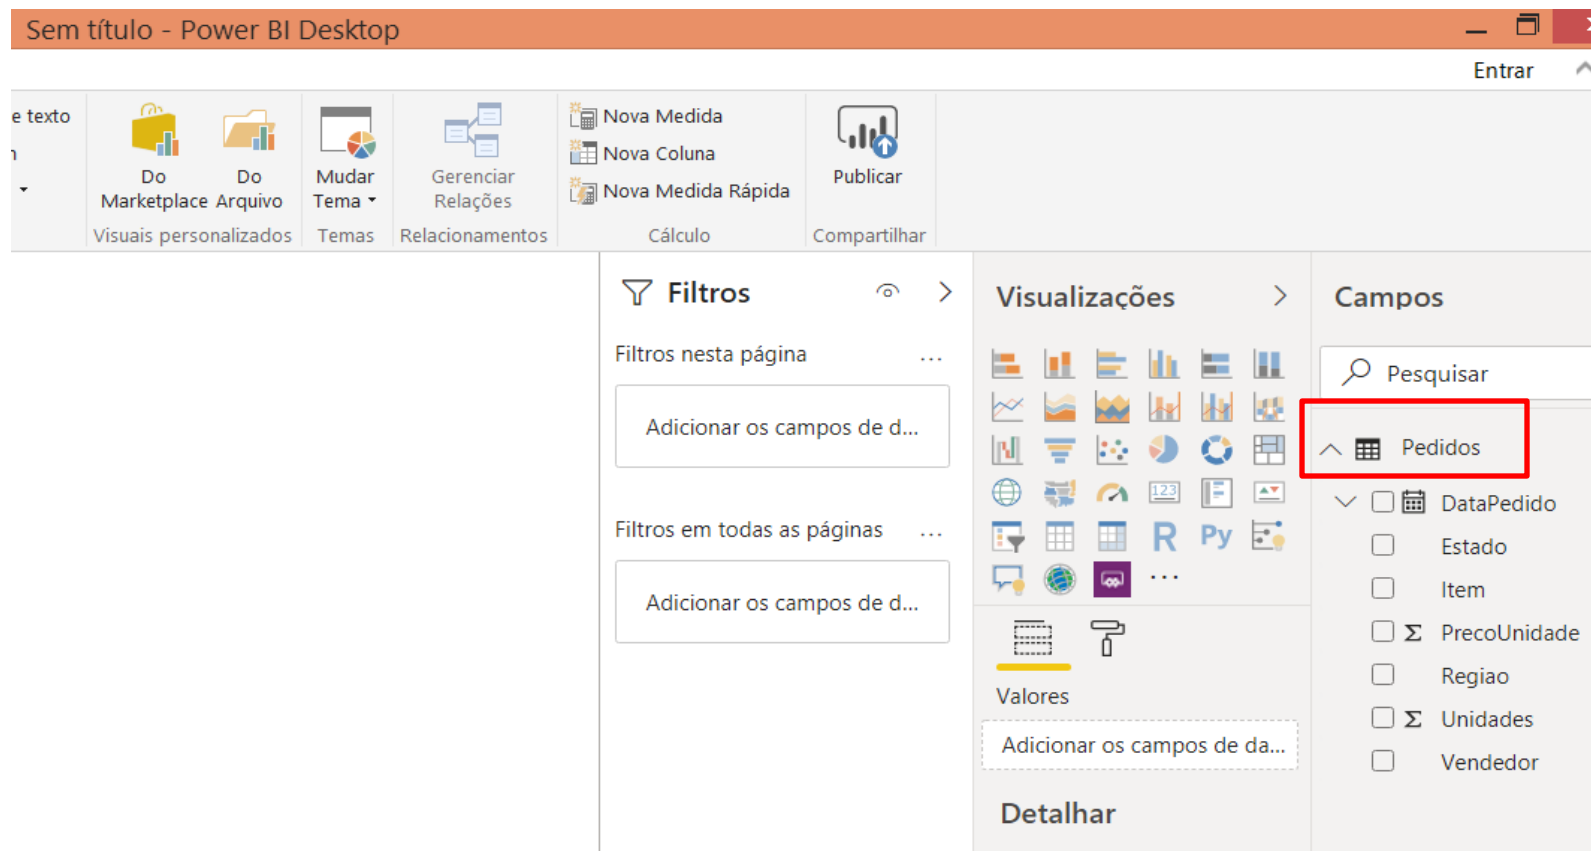 Sem título - Power BI Desktop
Entrar
e texto
Do Marketplace
Do Arquivo
Visuais personalizados
Mudar Tema
Temas
Gerenciar Relações
Relacionamentos
Nova Medida
Nova Coluna
Nova Medida Rápida
Cálculo
Publicar
Compartilhar
Filtros
Filtros nesta página ...
Adicionar os campos de d...
Filtros em todas as páginas ...
Adicionar os campos de d...
Visualizações
123
R
Py
...
Valores
Adicionar os campos de da...
Detalhar
Campos
Pesquisar
Pedidos
DataPedido
Estado
Item
Σ PrecoUnidade
Regiao
Σ Unidades
Vendedor